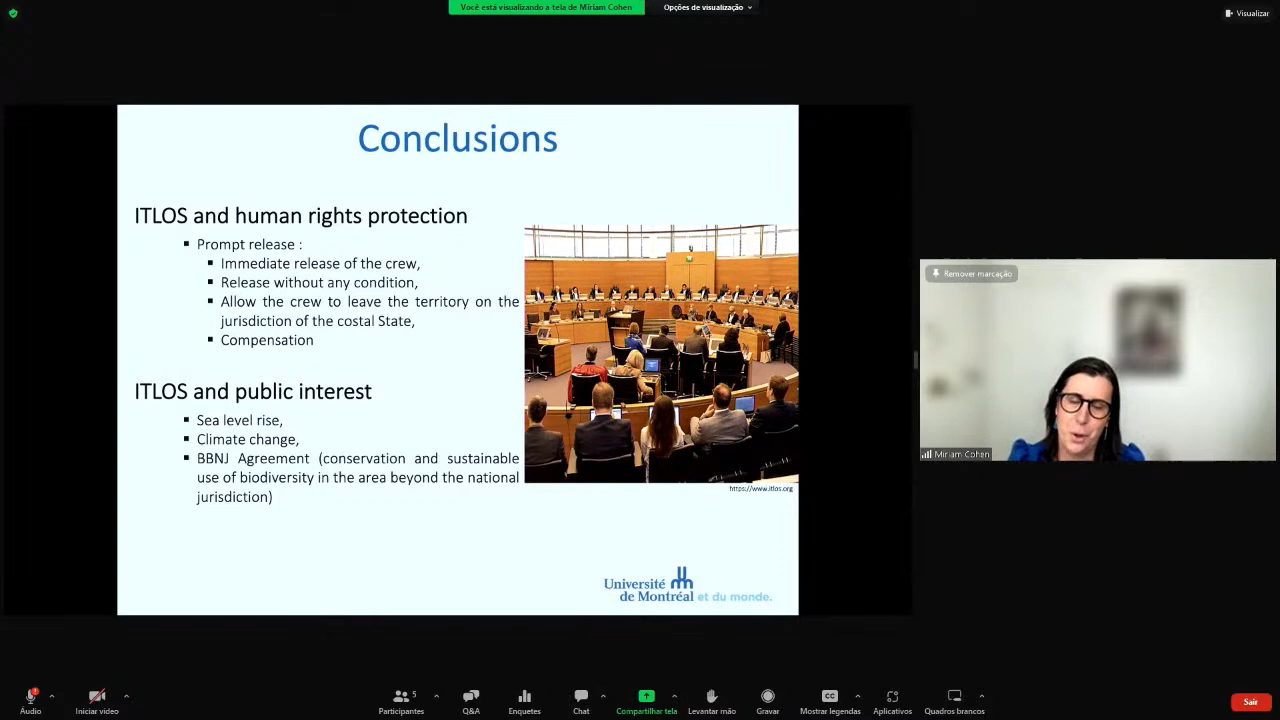 Você está visualizando a tela de Miriam Cohen
Opções de visualização
Visualizar
Conclusions
ITLOS and human rights protection
Prompt release :
Immediate release of the crew,
Release without any condition,
Allow the crew to leave the territory on the
jurisdiction of the costal State,
Compensation
ITLOS and public interest
Sea level rise,
Climate change,
BBNJ Agreement (conservation and sustainable
use of biodiversity in the area beyond the national
jurisdiction)
https://www.itlos.org
Université
de Montréal et du monde.
Remover marcação
Miriam Cohen
Áudio
Iniciar vídeo
Participantes
5
Q&A
Enquetes
Chat
Compartilhar tela
Levantar mão
Gravar
CC
Mostrar legendas
Aplicativos
Quadros brancos
Sair